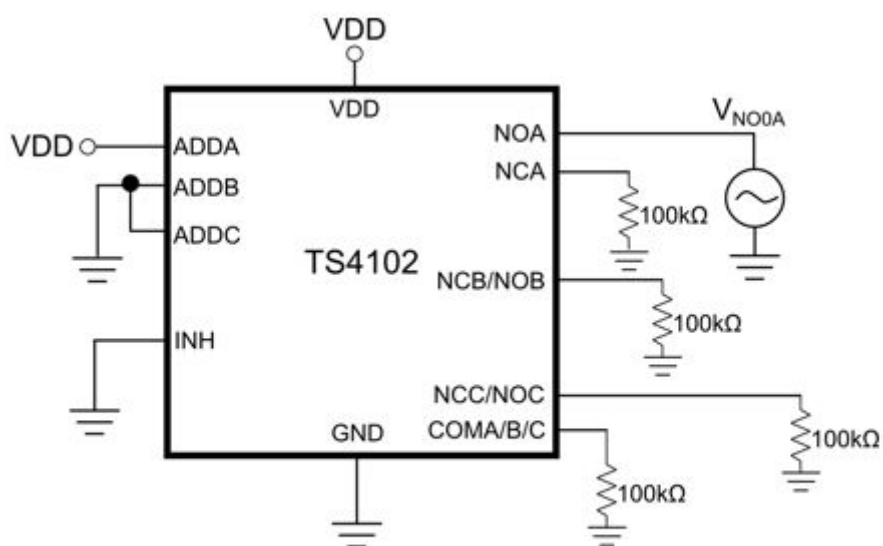 VDD
VDD
VDD
ADDA
ADDB
ADDC
INH
TS4102
GND
NOA
NCA
NCB/NOB
NCC/NOC
COMA/B/C
VNO0A
100kΩ
100kΩ
100kΩ
100kΩ